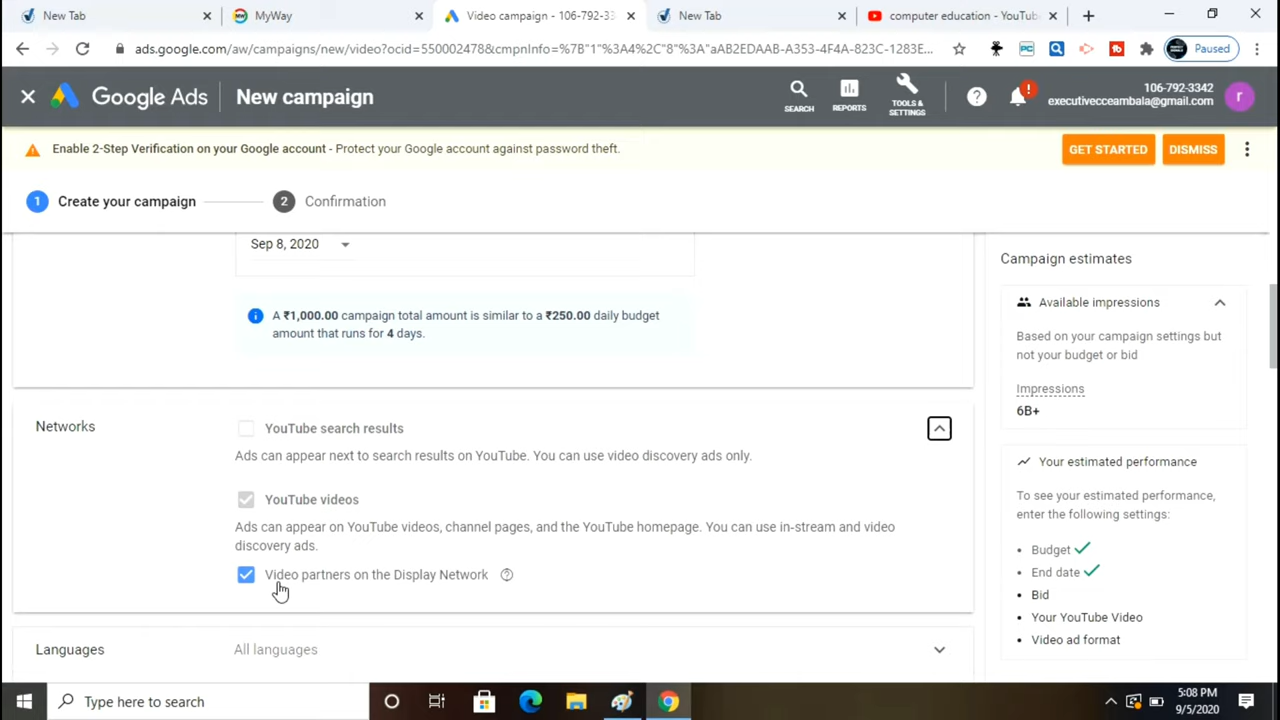 New Tab
MyWay
Video campaign - 106-792-33
New Tab
computer education - YouTube
ads.google.com/aw/campaigns/new/video?ocid=550002478&cmpnInfo=%7B"1"%3A4%2C"8"%3A"aAB2EDAAB-A353-4F4A-823C-1283E...
Paused
Google Ads
New campaign
SEARCH
REPORTS
TOOLS &
SETTINGS
106-792-3342
executivecceambala@gmail.com
r
Enable 2-Step Verification on your Google account - Protect your Google account against password theft.
GET STARTED
DISMISS
1 Create your campaign
2 Confirmation
Sep 8, 2020
A ₹1,000.00 campaign total amount is similar to a ₹250.00 daily budget
amount that runs for 4 days.
Networks
YouTube search results
Ads can appear next to search results on YouTube. You can use video discovery ads only.
YouTube videos
Ads can appear on YouTube videos, channel pages, and the YouTube homepage. You can use in-stream and video
discovery ads.
Video partners on the Display Network
Languages
All languages
Campaign estimates
Available impressions
Based on your campaign settings but
not your budget or bid
Impressions
6B+
Your estimated performance
To see your estimated performance,
enter the following settings:
Budget
End date
Bid
Your YouTube Video
Video ad format
Type here to search
5:08 PM
9/5/2020